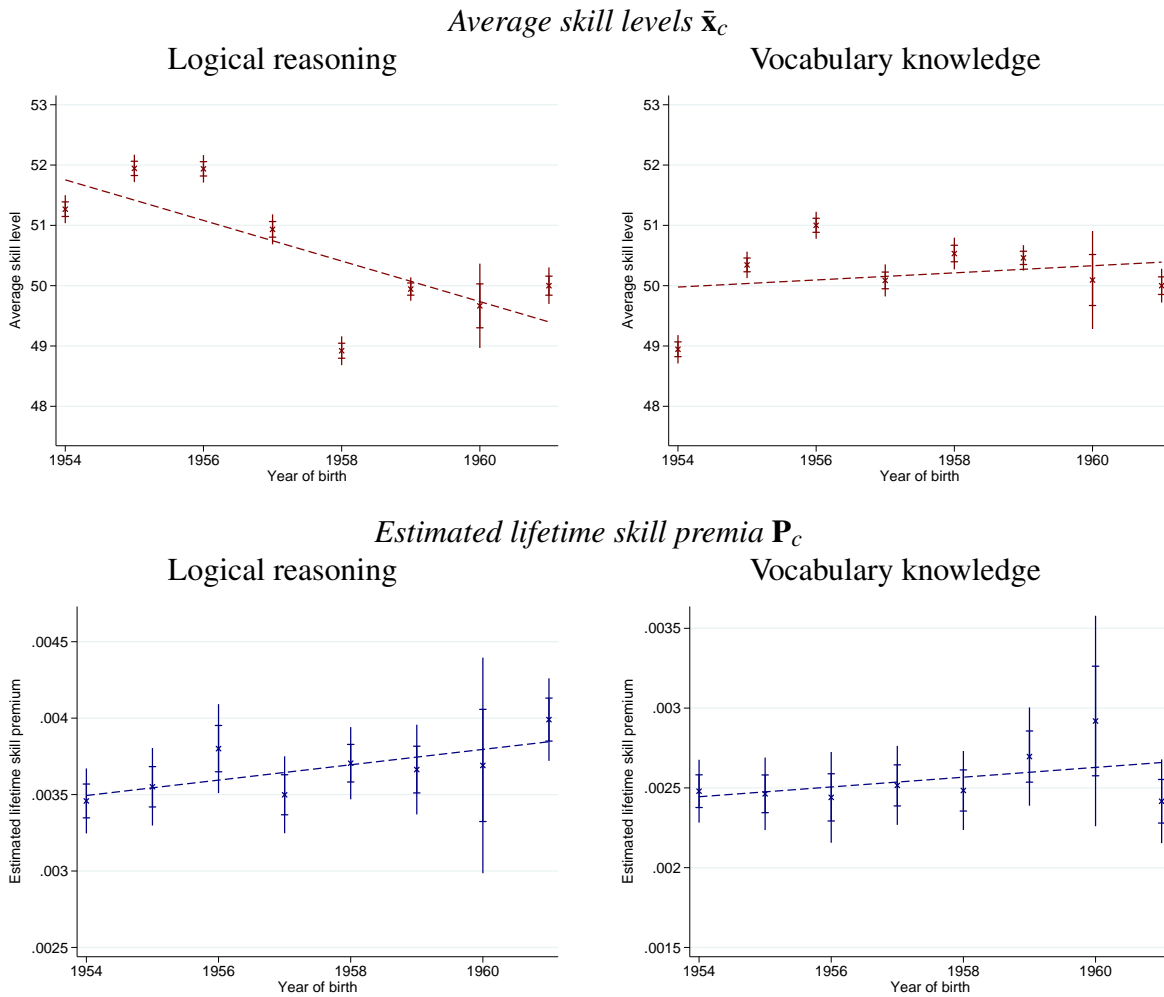 Average skill levels x̄c
Logical reasoning
Vocabulary knowledge
53
52
51
50
49
48
Average skill level
1954
1956
1958
1960
Year of birth
53
52
51
50
49
48
Average skill level
1954
1956
1958
1960
Year of birth
Estimated lifetime skill premia Pc
Logical reasoning
Vocabulary knowledge
.0045
.004
.0035
.003
.0025
Estimated lifetime skill premium
1954
1956
1958
1960
Year of birth
.0035
.003
.0025
.002
.0015
Estimated lifetime skill premium
1954
1956
1958
1960
Year of birth